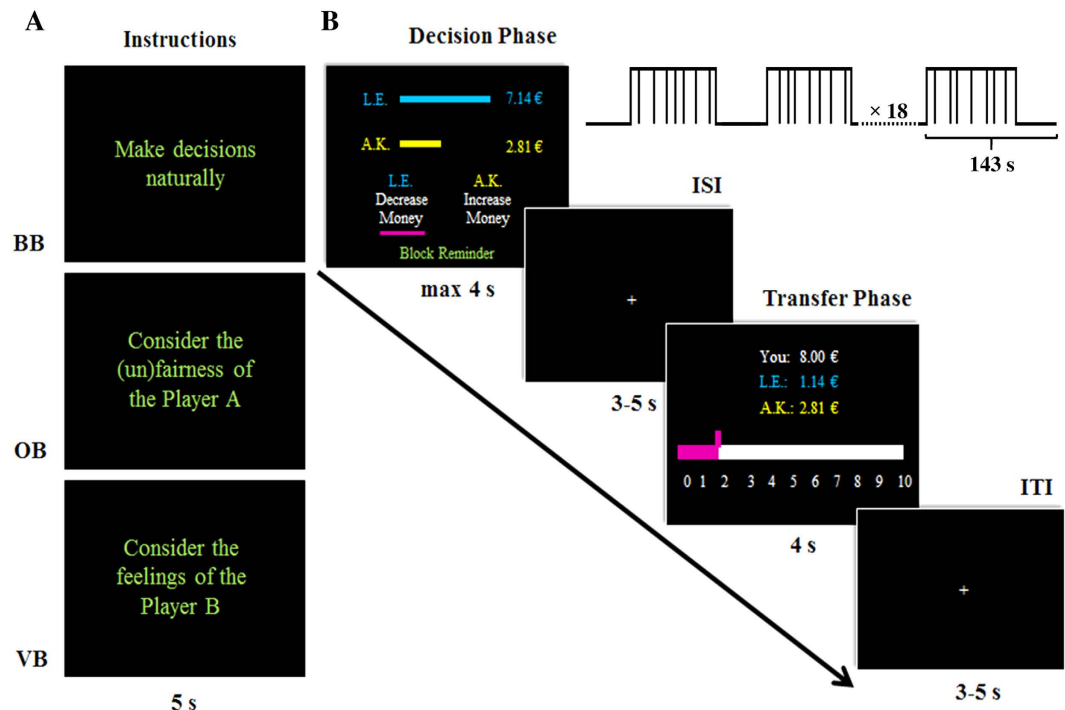 A
Instructions
Make decisions
naturally
BB
Consider the
(un)fairness of
the Player A
OB
Consider the
feelings of the
Player B
VB
5 s
B
Decision Phase
L.E. 7.14 €
A.K. 2.81 €
L.E. A.K.
Decrease Increase
Money Money
Block Reminder
max 4 s
× 18
143 s
ISI
+
3-5 s
Transfer Phase
You: 8.00 €
L.E.: 1.14 €
A.K.: 2.81 €
0 1 2 3 4 5 6 7 8 9 10
4 s
ITI
+
3-5 s